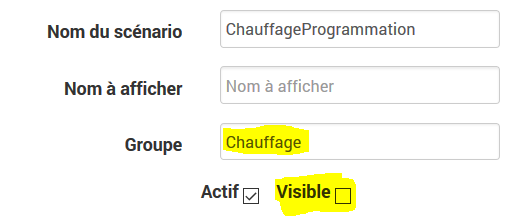 Nom du scénario ChauffageProgrammation
Nom à afficher Nom à afficher
Groupe Chauffage
Actif Visible